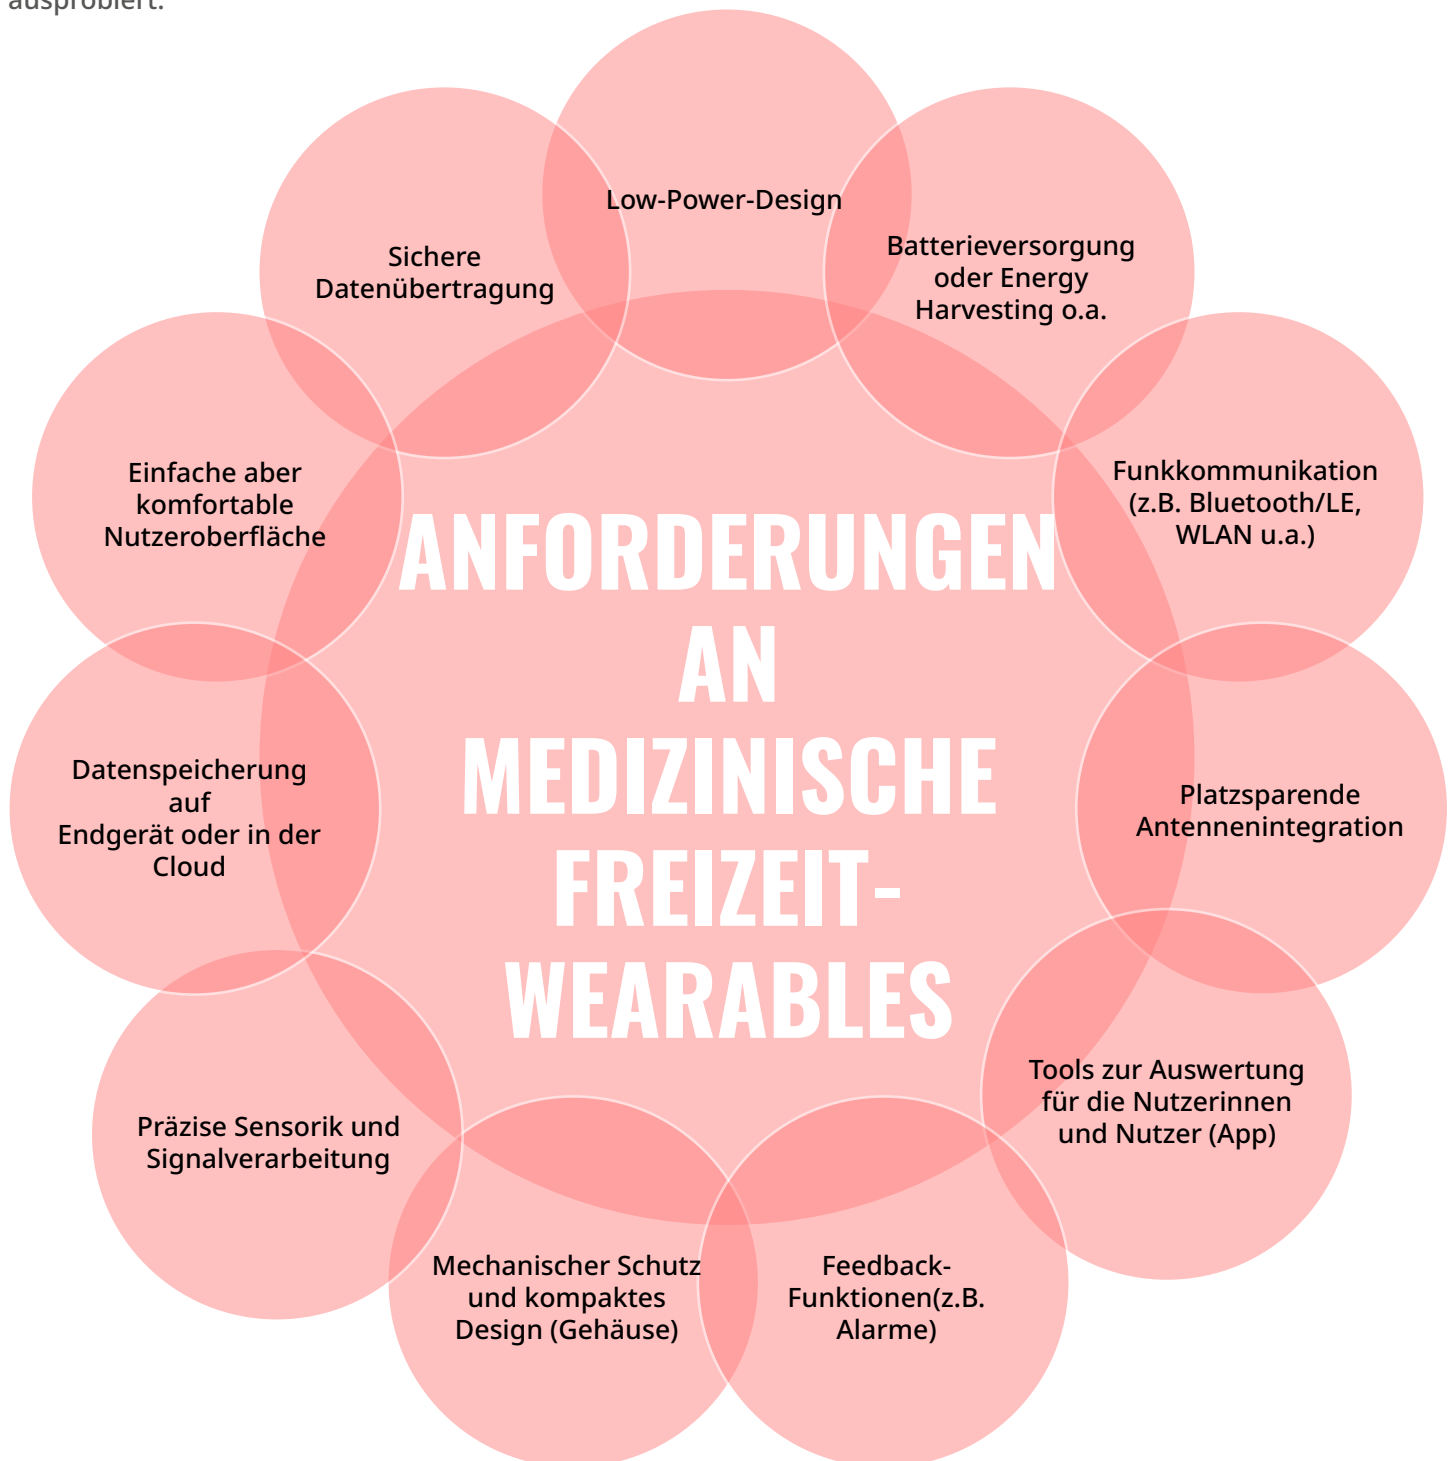 ausprobiert.
Low-Power-Design
Batterieversorgung
oder Energy
Harvesting o.a.
Funkkommunikation
(z.B. Bluetooth/LE,
WLAN u.a.)
Platzsparende
Antennenintegration
Tools zur Auswertung
für die Nutzerinnen
und Nutzer (App)
Feedback-
Funktionen(z.B.
Alarme)
Mechanischer Schutz
und kompaktes
Design (Gehäuse)
Präzise Sensorik und
Signalverarbeitung
Datenspeicherung
auf
Endgerät oder in der
Cloud
Einfache aber
komfortable
Nutzeroberfläche
Sichere
Datenübertragung
ANFORDERUNGEN
AN
MEDIZINISCHE
FREIZEIT-
WEARABLES